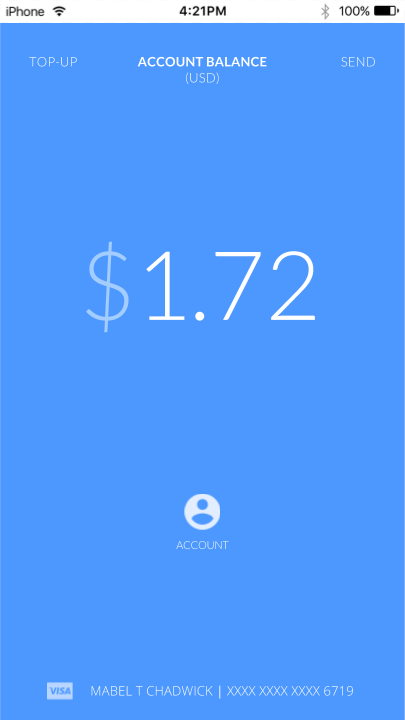 iPhone 4:21PM 100%
TOP-UP ACCOUNT BALANCE SEND
(USD)
$1.72
ACCOUNT
VISA MABEL T CHADWICK | XXXX XXXX XXXX 6719